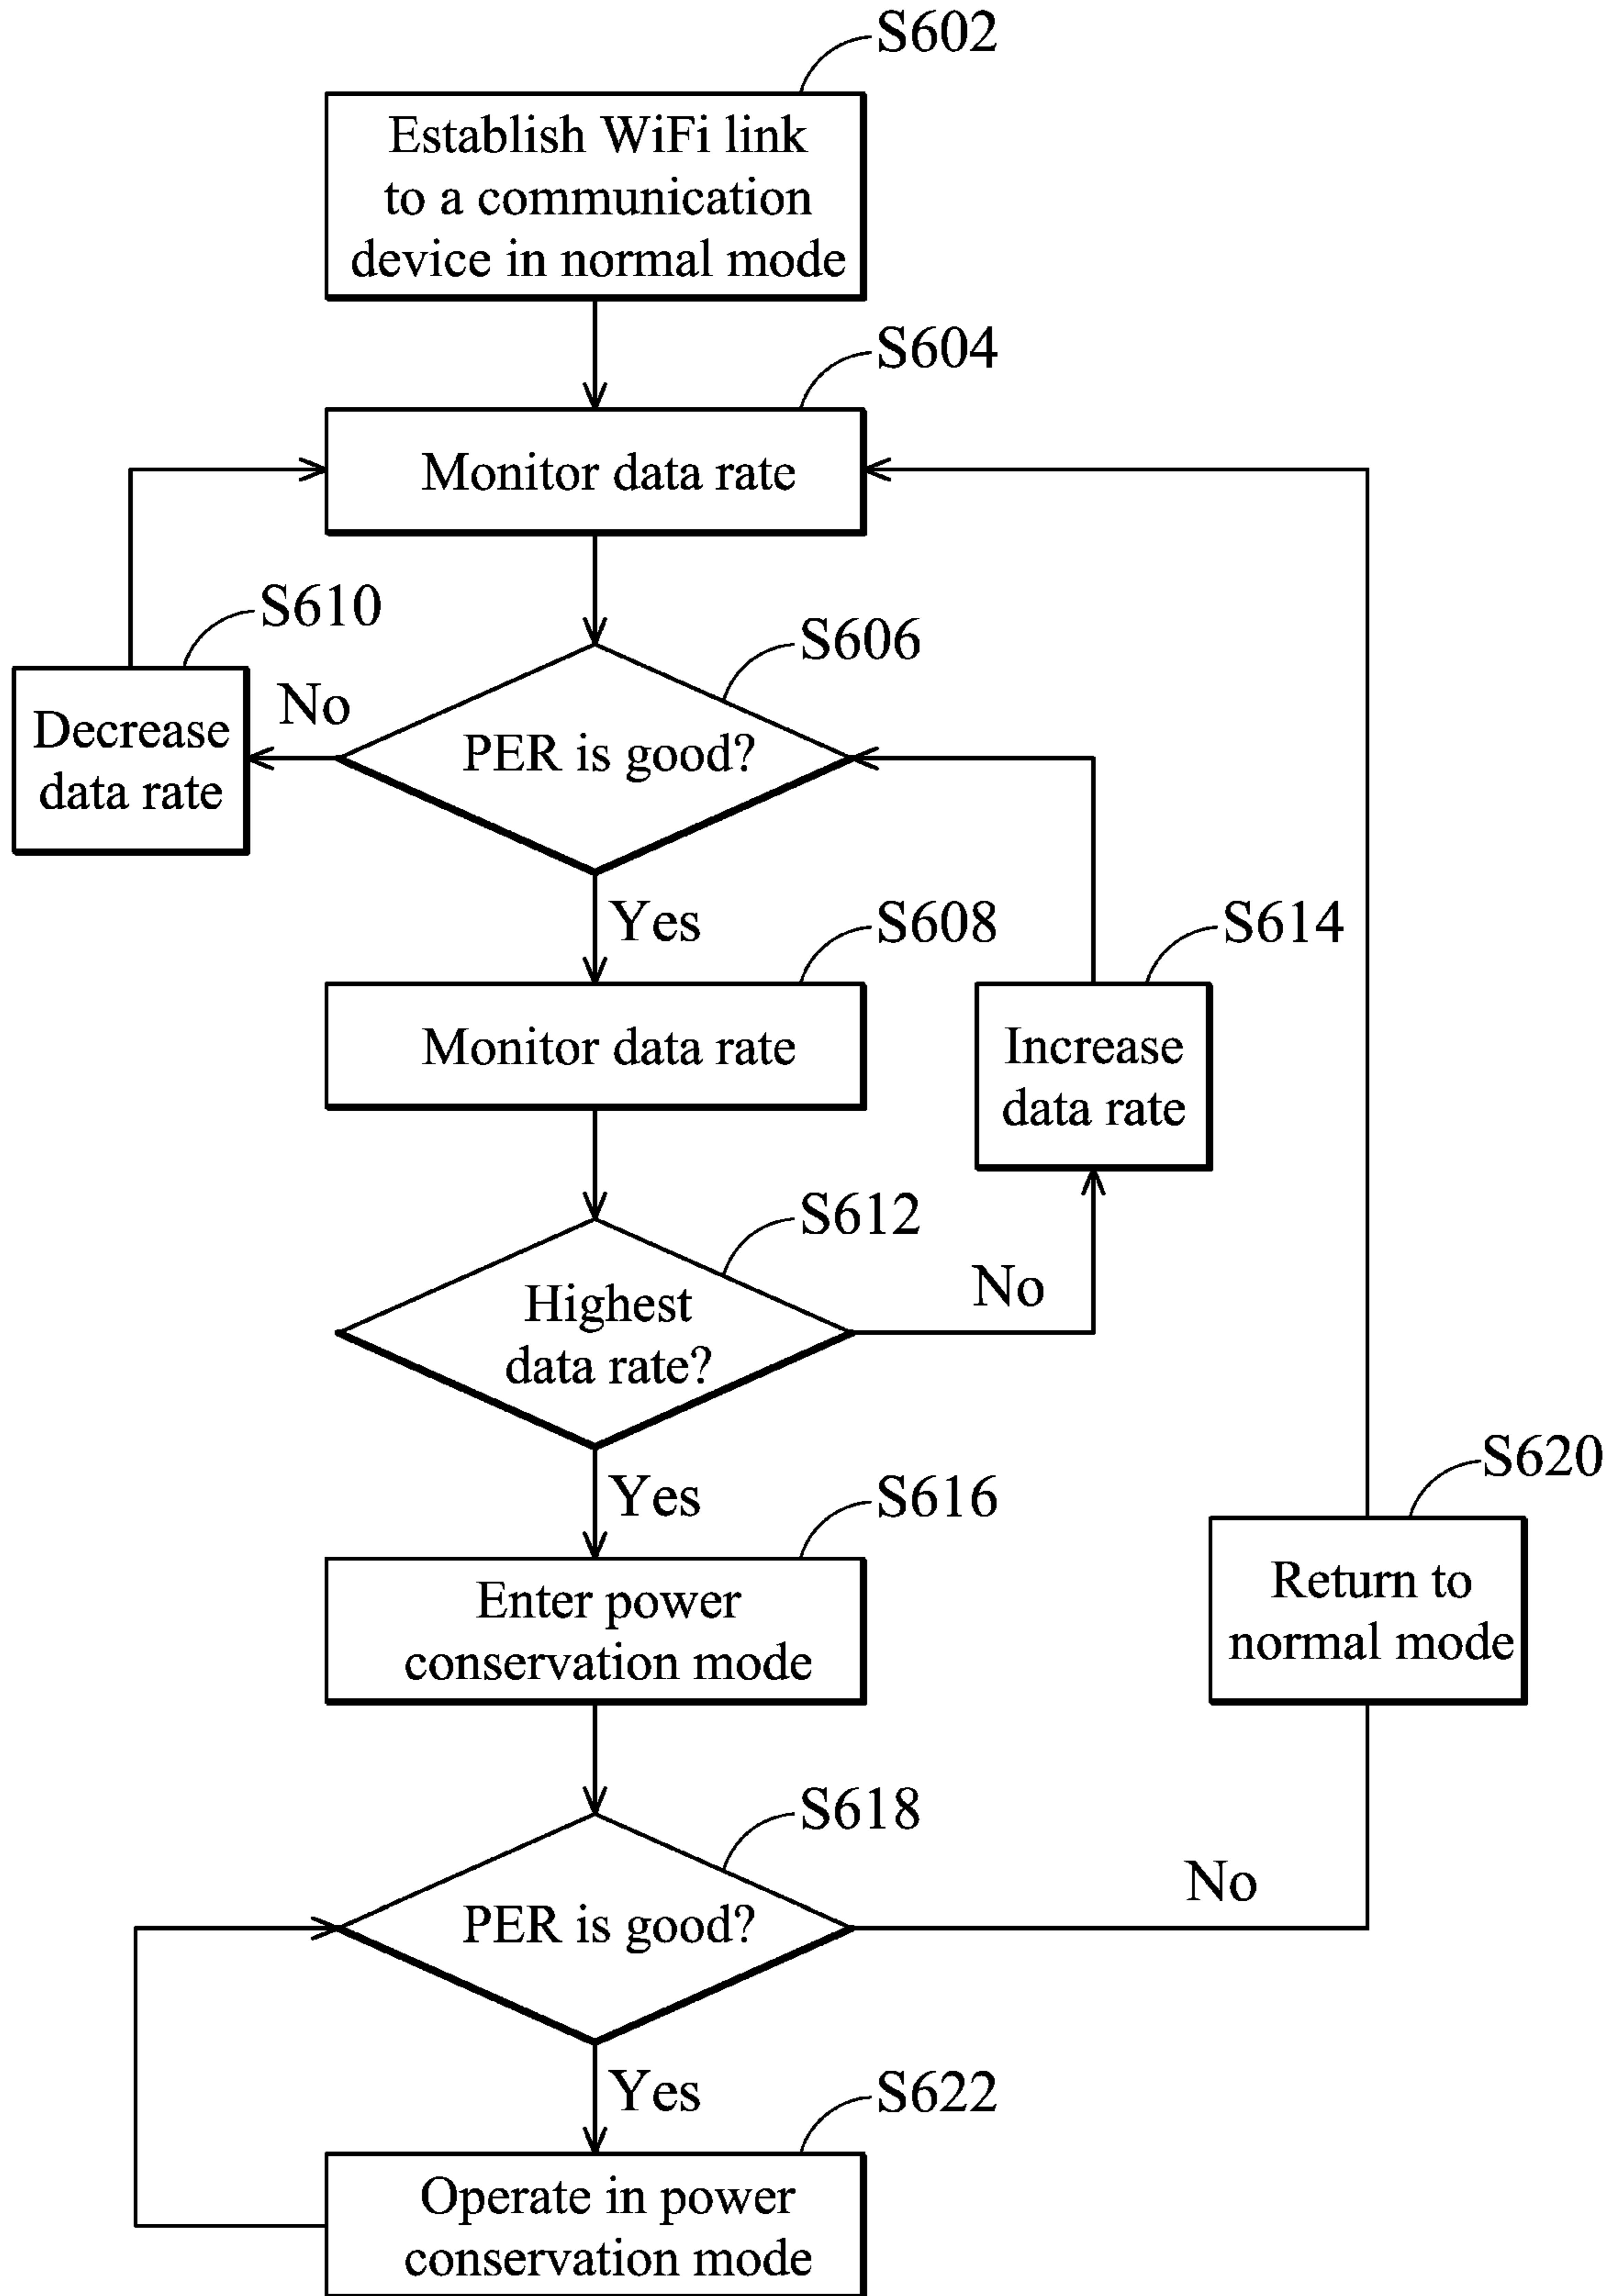 S602
Establish WiFi link
to a communication
device in normal mode
S604
Monitor data rate
S610
Decrease
data rate
No
S606
PER is good?
Yes
S608
Monitor data rate
S614
Increase
data rate
S612
Highest
data rate?
No
Yes
S616
Enter power
conservation mode
S620
Return to
normal mode
S618
PER is good?
No
Yes
S622
Operate in power
conservation mode